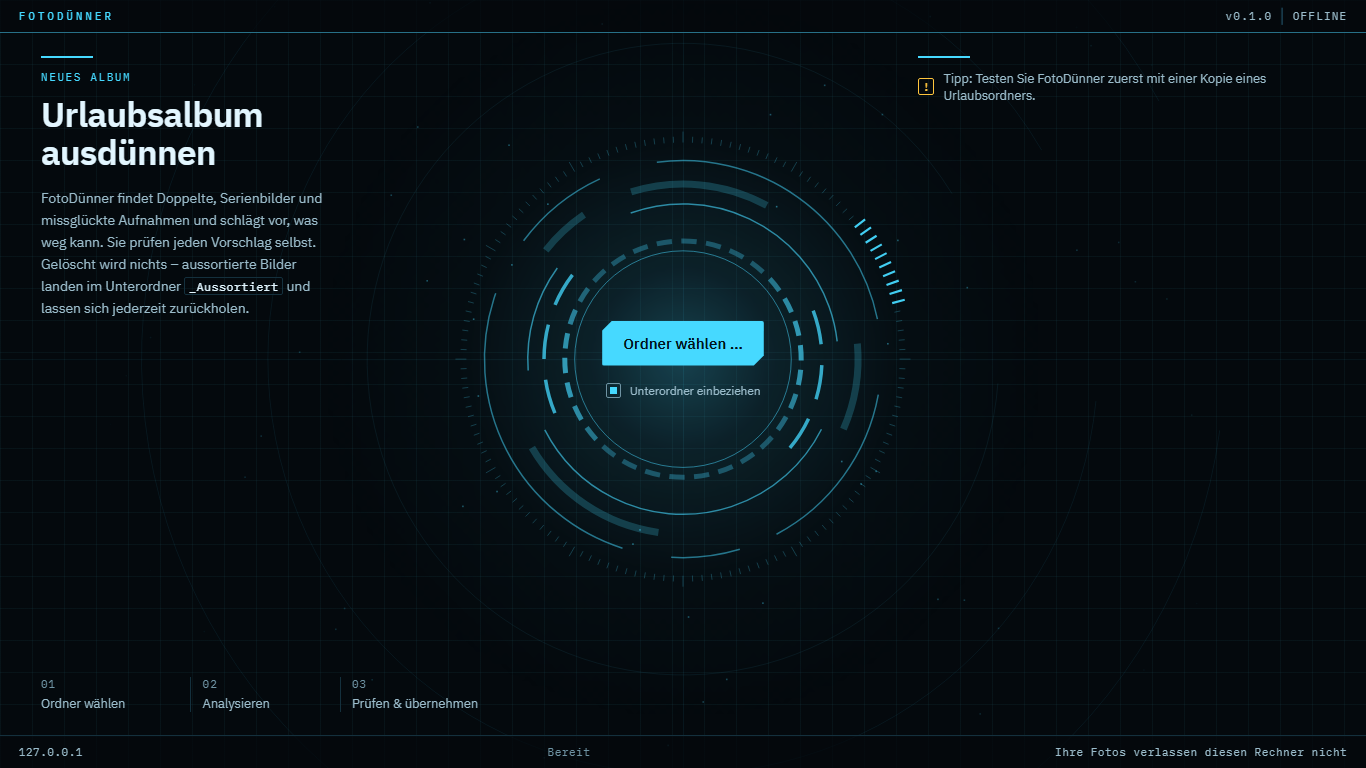 FOTODÜNNER
v0.1.0 OFFLINE
NEUES ALBUM
Urlaubsalbum
ausdünnen
FotoDünner findet Doppelte, Serienbilder und
missglückte Aufnahmen und schlägt vor, was
weg kann. Sie prüfen jeden Vorschlag selbst.
Gelöscht wird nichts – aussortierte Bilder
landen im Unterordner _Aussortiert und
lassen sich jederzeit zurückholen.
! Tipp: Testen Sie FotoDünner zuerst mit einer Kopie eines
Urlaubsordners.
Ordner wählen …
Unterordner einbeziehen
01
Ordner wählen
02
Analysieren
03
Prüfen & übernehmen
127.0.0.1
Bereit
Ihre Fotos verlassen diesen Rechner nicht